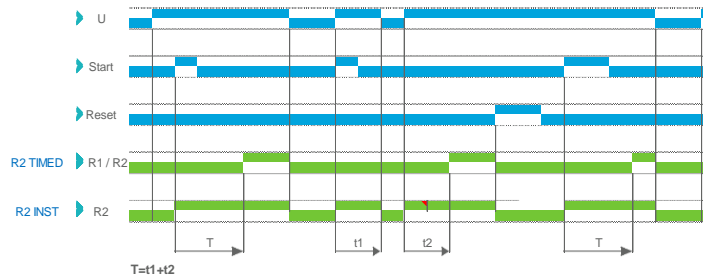 U
Start
Reset
R2 TIMED R1 / R2
R2 INST R2
T t1 t2 T
T=t1+t2